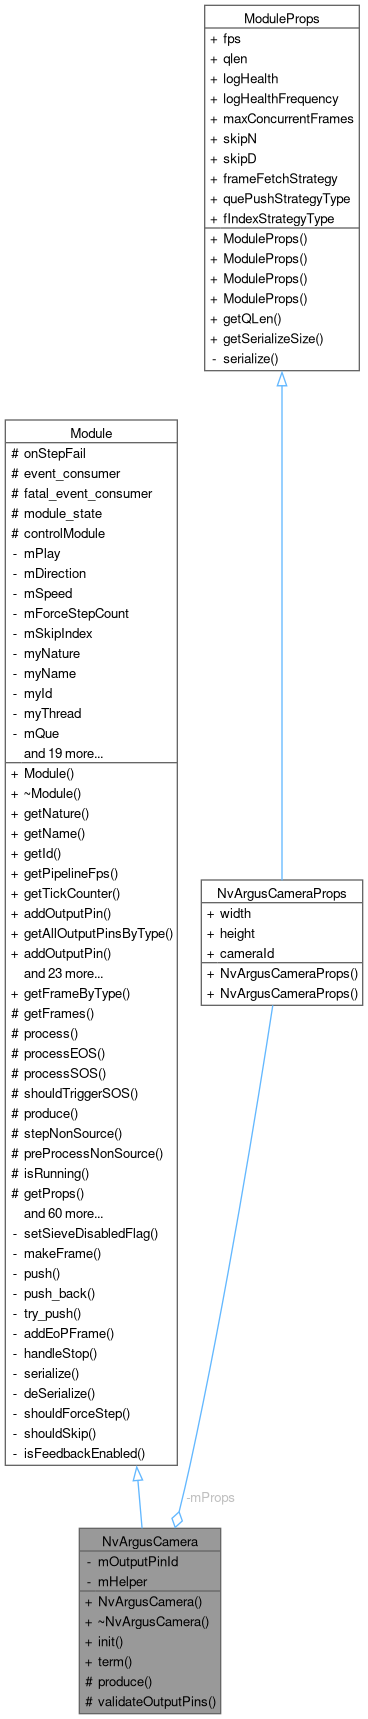 ModuleProps
+ fps
+ qlen
+ logHealth
+ logHealthFrequency
+ maxConcurrentFrames
+ skipN
+ skipD
+ frameFetchStrategy
+ quePushStrategyType
+ fIndexStrategyType
+ ModuleProps()
+ ModuleProps()
+ ModuleProps()
+ ModuleProps()
+ getQLen()
+ getSerializeSize()
- serialize()
Module
# onStepFail
# event_consumer
# fatal_event_consumer
# module_state
# controlModule
- mPlay
- mDirection
- mSpeed
- mForceStepCount
- mSkipIndex
- myNature
- myName
- myId
- myThread
- mQue
and 19 more...
+ Module()
+ ~Module()
+ getNature()
+ getName()
+ getId()
+ getPipelineFps()
+ getTickCounter()
+ addOutputPin()
+ getAllOutputPinsByType()
+ addOutputPin()
and 23 more...
+ getFrameByType()
# getFrames()
# process()
# processEOS()
# processSOS()
# shouldTriggerSOS()
# produce()
# stepNonSource()
# preProcessNonSource()
# isRunning()
# getProps()
and 60 more...
- setSieveDisabledFlag()
- makeFrame()
- push()
- push_back()
- try_push()
- addEoPFrame()
- handleStop()
- serialize()
- deSerialize()
- shouldForceStep()
- shouldSkip()
- isFeedbackEnabled()
NvArgusCameraProps
+ width
+ height
+ cameraId
+ NvArgusCameraProps()
+ NvArgusCameraProps()
-mProps
NvArgusCamera
- mOutputPinId
- mHelper
+ NvArgusCamera()
+ ~NvArgusCamera()
+ init()
+ term()
# produce()
# validateOutputPins()